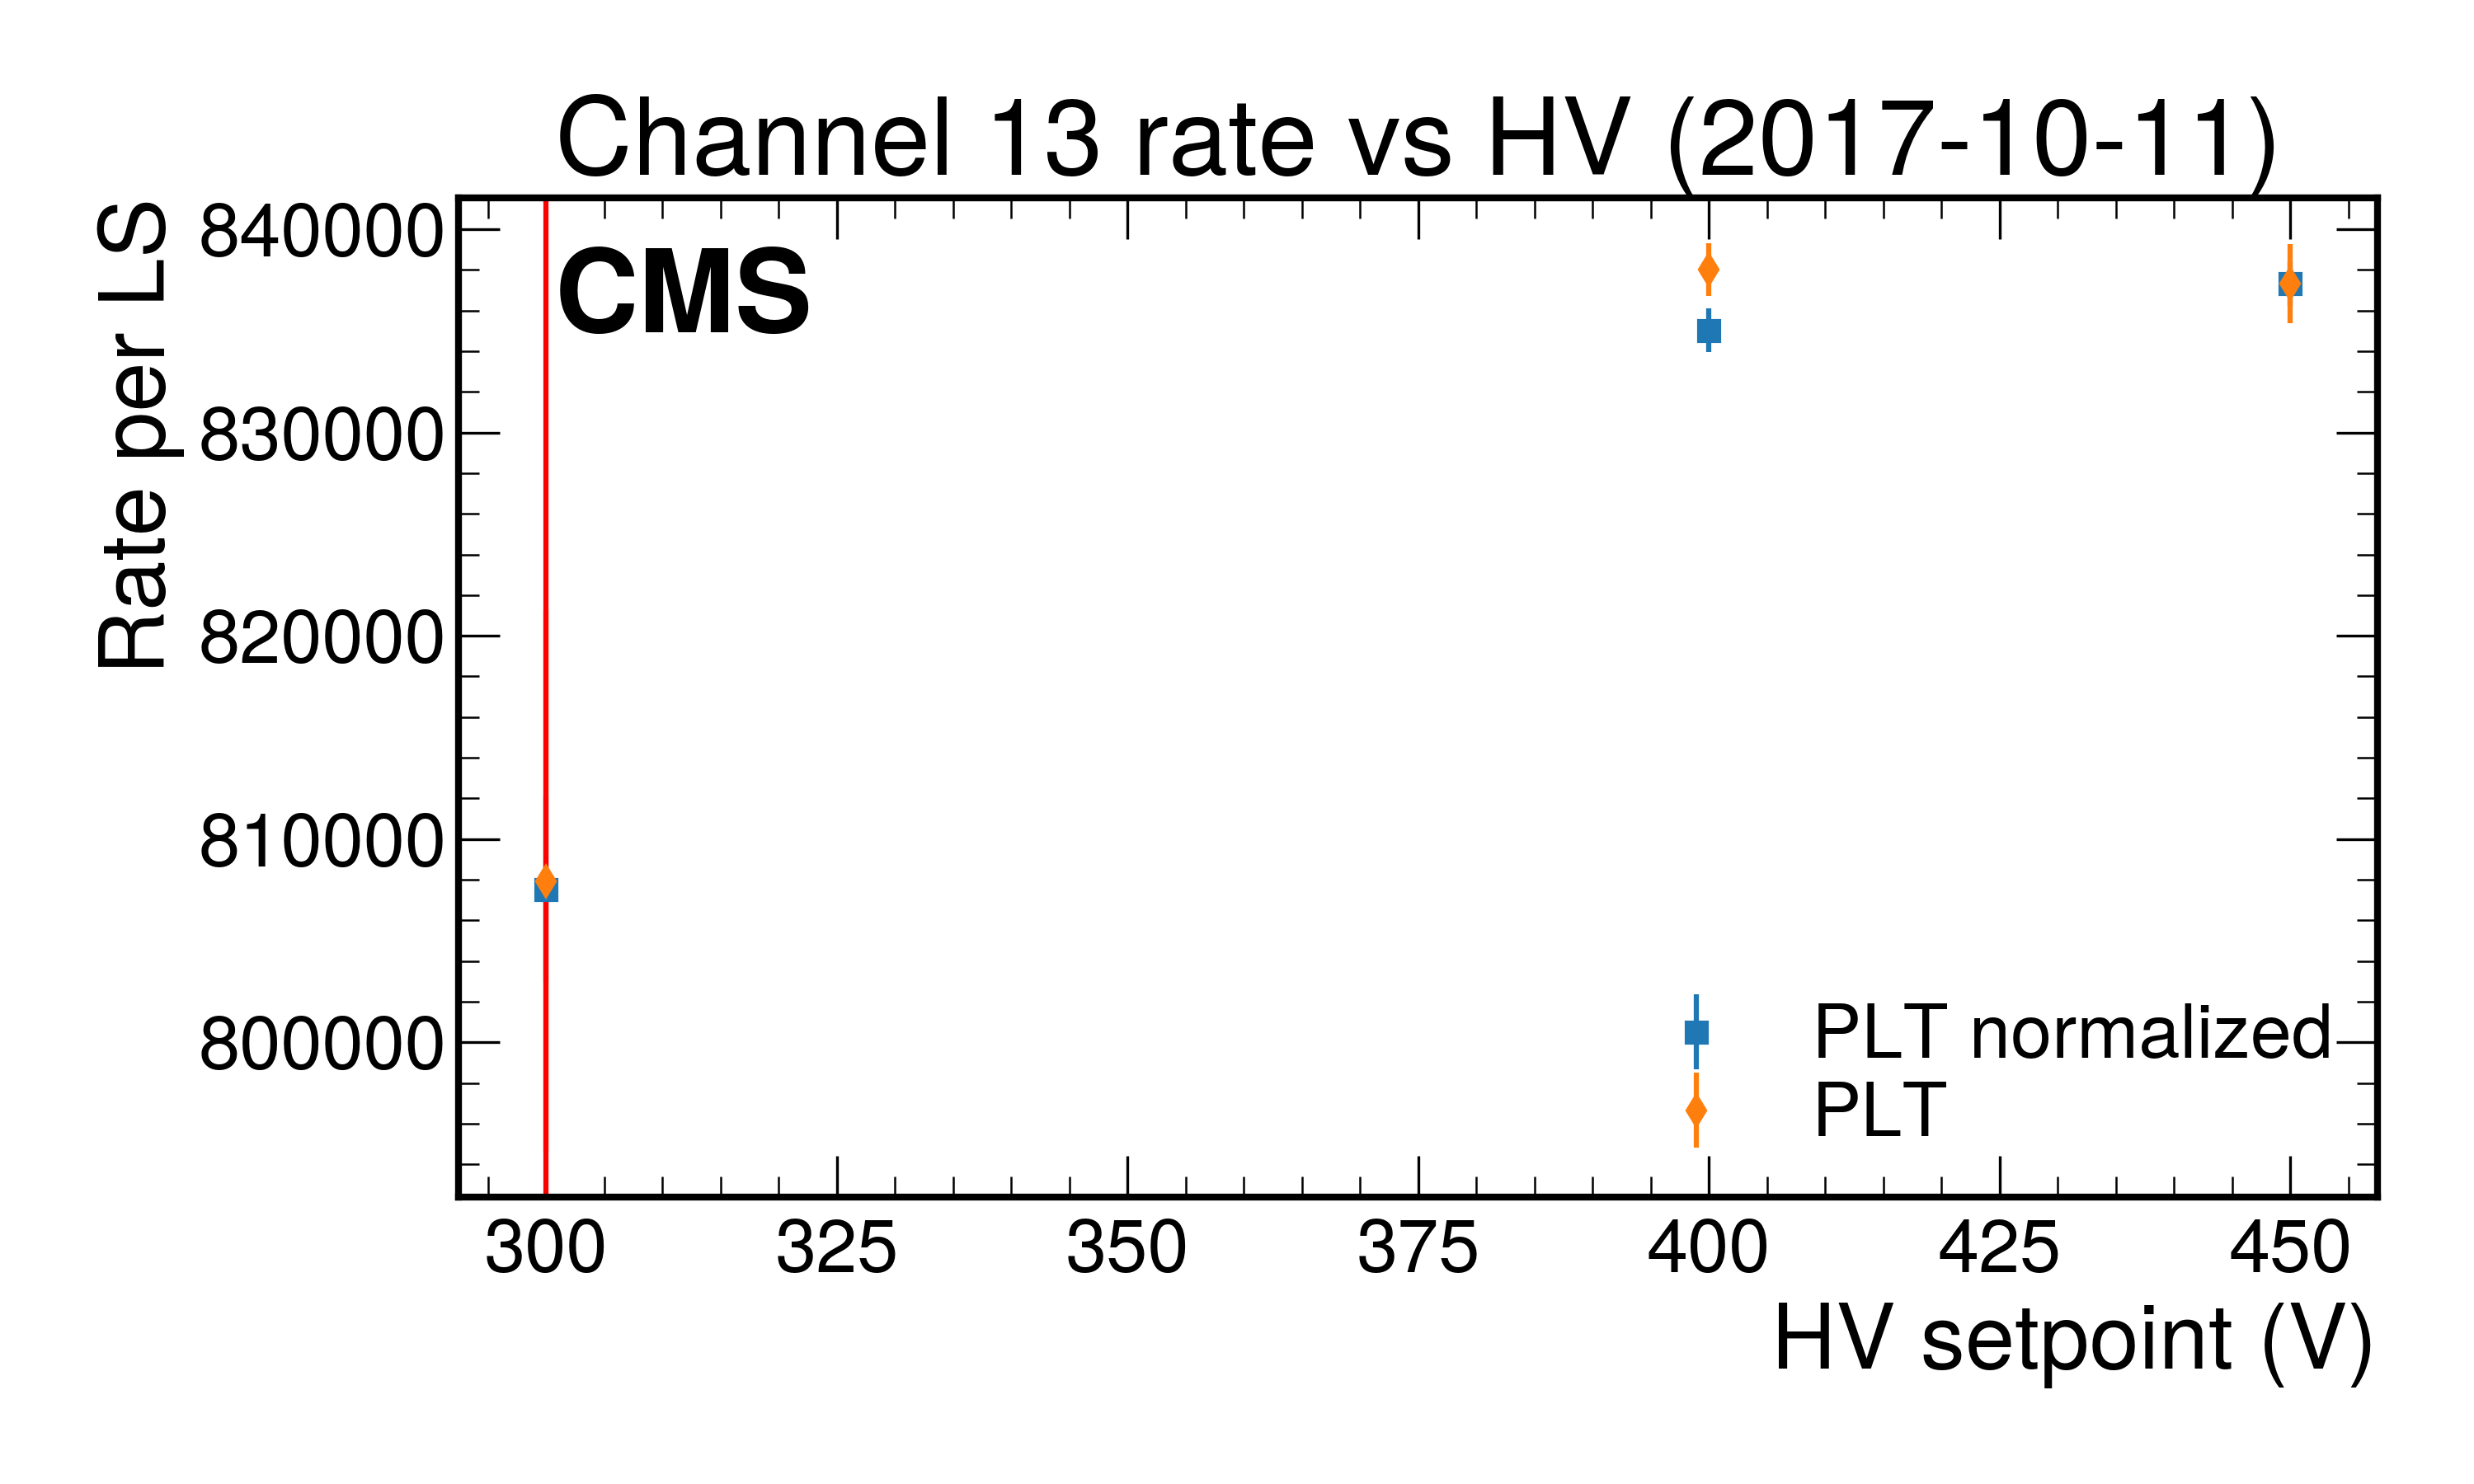 Channel 13 rate vs HV (2017-10-11)
Rate per LS
840000
830000
820000
810000
800000
CMS
PLT normalized
PLT
300 325 350 375 400 425 450
HV setpoint (V)